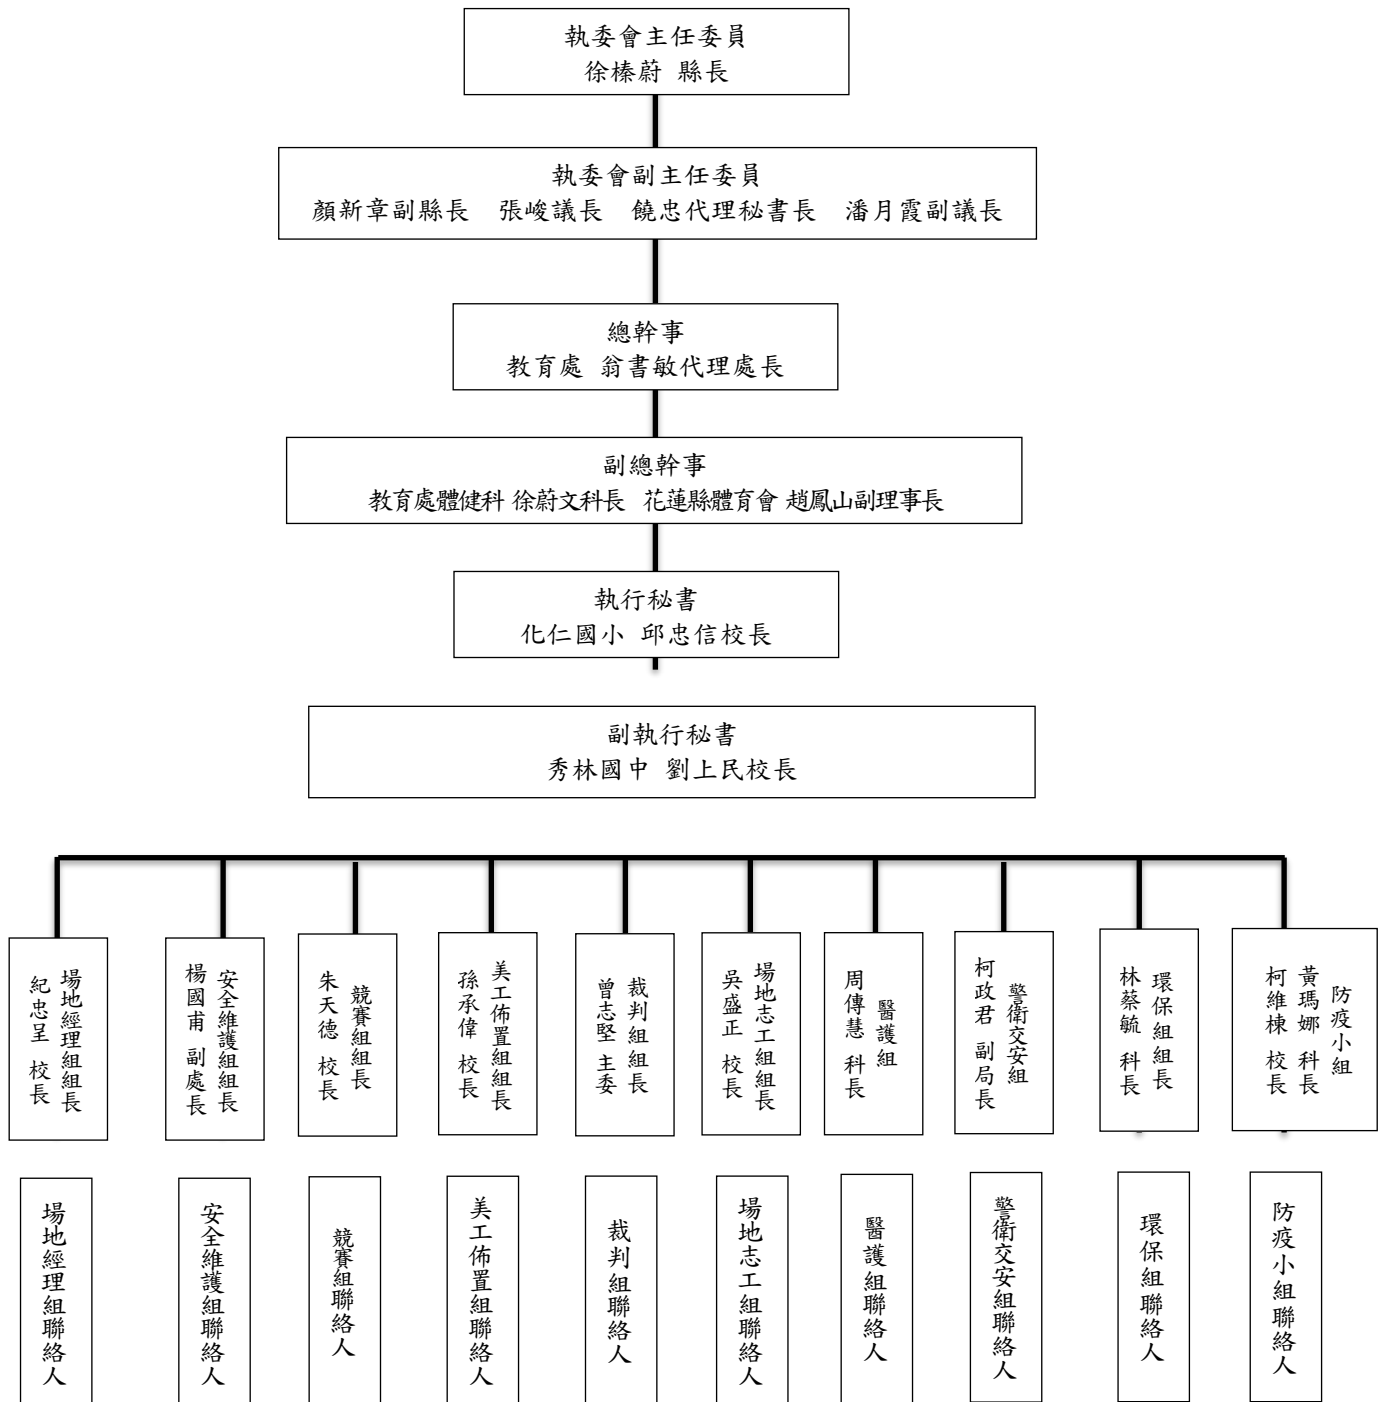 執委會主任委員
徐榛蔚 縣長
執委會副主任委員
顏新章副縣長 張峻議長 饒忠代理秘書長 潘月霞副議長
總幹事
教育處 翁書敏代理處長
副總幹事
教育處體健科 徐蔚文科長 花蓮縣體育會 趙鳳山副理事長
執行秘書
化仁國小 邱忠信校長
副執行秘書
秀林國中 劉上民校長
場地經理組組長
紀忠呈 校長
安全維護組組長
楊國甫 副處長
競賽組組長
朱天德 校長
美工佈置組組長
孫承偉 校長
裁判組組長
曾志堅 主委
場地志工組組長
吳盛正 校長
醫護組
周傳慧 科長
警衛交安組
柯政君 副局長
環保組組長
林蔡毓 科長
防疫小組
黃瑪娜 科長
柯維棟 校長
場地經理組聯絡人
安全維護組聯絡人
競賽組聯絡人
美工佈置組聯絡人
裁判組聯絡人
場地志工組聯絡人
醫護組聯絡人
警衛交安組聯絡人
環保組聯絡人
防疫小組聯絡人